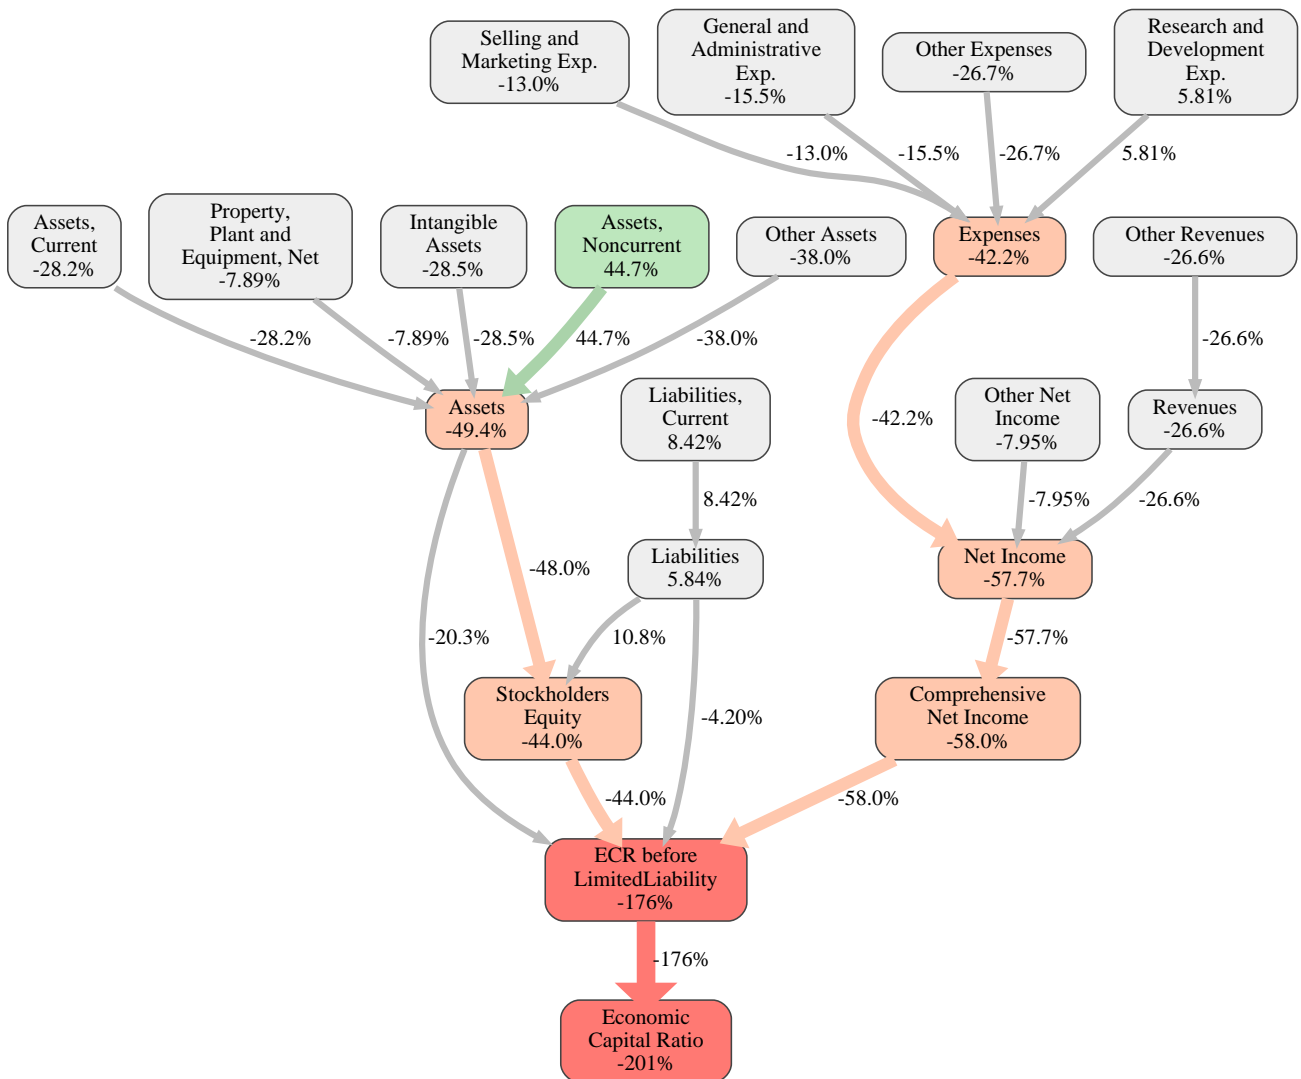 Selling and
Marketing Exp.
-13.0%
General and
Administrative
Exp.
-15.5%
Other Expenses
-26.7%
Research and
Development
Exp.
5.81%
-13.0%
-15.5%
-26.7%
5.81%
Assets,
Current
-28.2%
Property,
Plant and
Equipment, Net
-7.89%
Intangible
Assets
-28.5%
Assets,
Noncurrent
44.7%
Other Assets
-38.0%
Expenses
-42.2%
Other Revenues
-26.6%
-28.2%
-7.89%
-28.5%
44.7%
-38.0%
-26.6%
Assets
-49.4%
Liabilities,
Current
8.42%
-42.2%
Other Net
Income
-7.95%
Revenues
-26.6%
8.42%
-7.95%
-26.6%
-48.0%
Liabilities
5.84%
Net Income
-57.7%
-20.3%
10.8%
-57.7%
Stockholders
Equity
-44.0%
-4.20%
Comprehensive
Net Income
-58.0%
-44.0%
-58.0%
ECR before
LimitedLiability
-176%
-176%
Economic
Capital Ratio
-201%